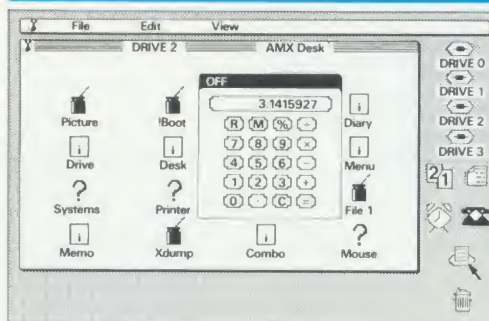 File Edit View
DRIVE 2 AMX Desk
DRIVE 0
DRIVE 1
DRIVE 2
DRIVE 3
OFF
3.1415927
R M % ÷
7 8 9 ×
4 5 6 -
1 2 3 +
0 . C =
Picture !Boot Diary
Drive Desk Menu
Systems Printer File 1
Memo Xdump Combo Mouse
21